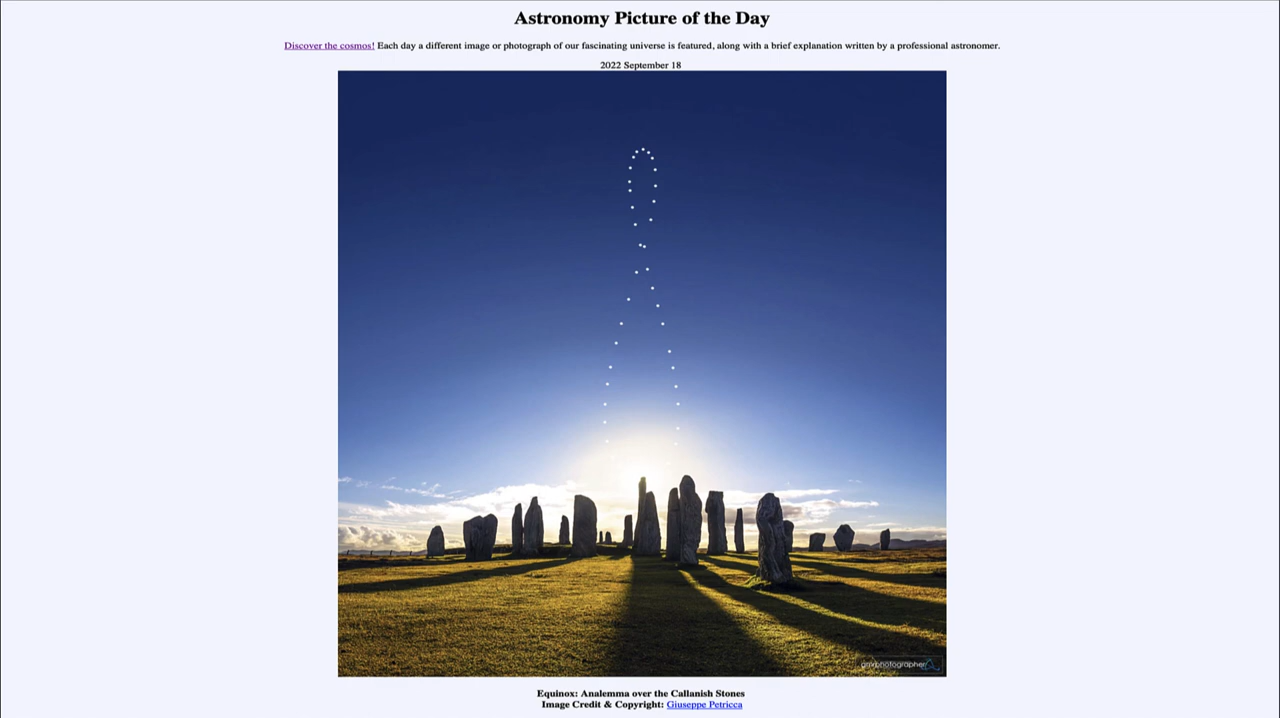 Astronomy Picture of the Day
Discover the cosmos! Each day a different image or photograph of our fascinating universe is featured, along with a brief explanation written by a professional astronomer.
2022 September 18
gmrphotographer
Equinox: Analemma over the Callanish Stones
Image Credit & Copyright: Giuseppe Petricca